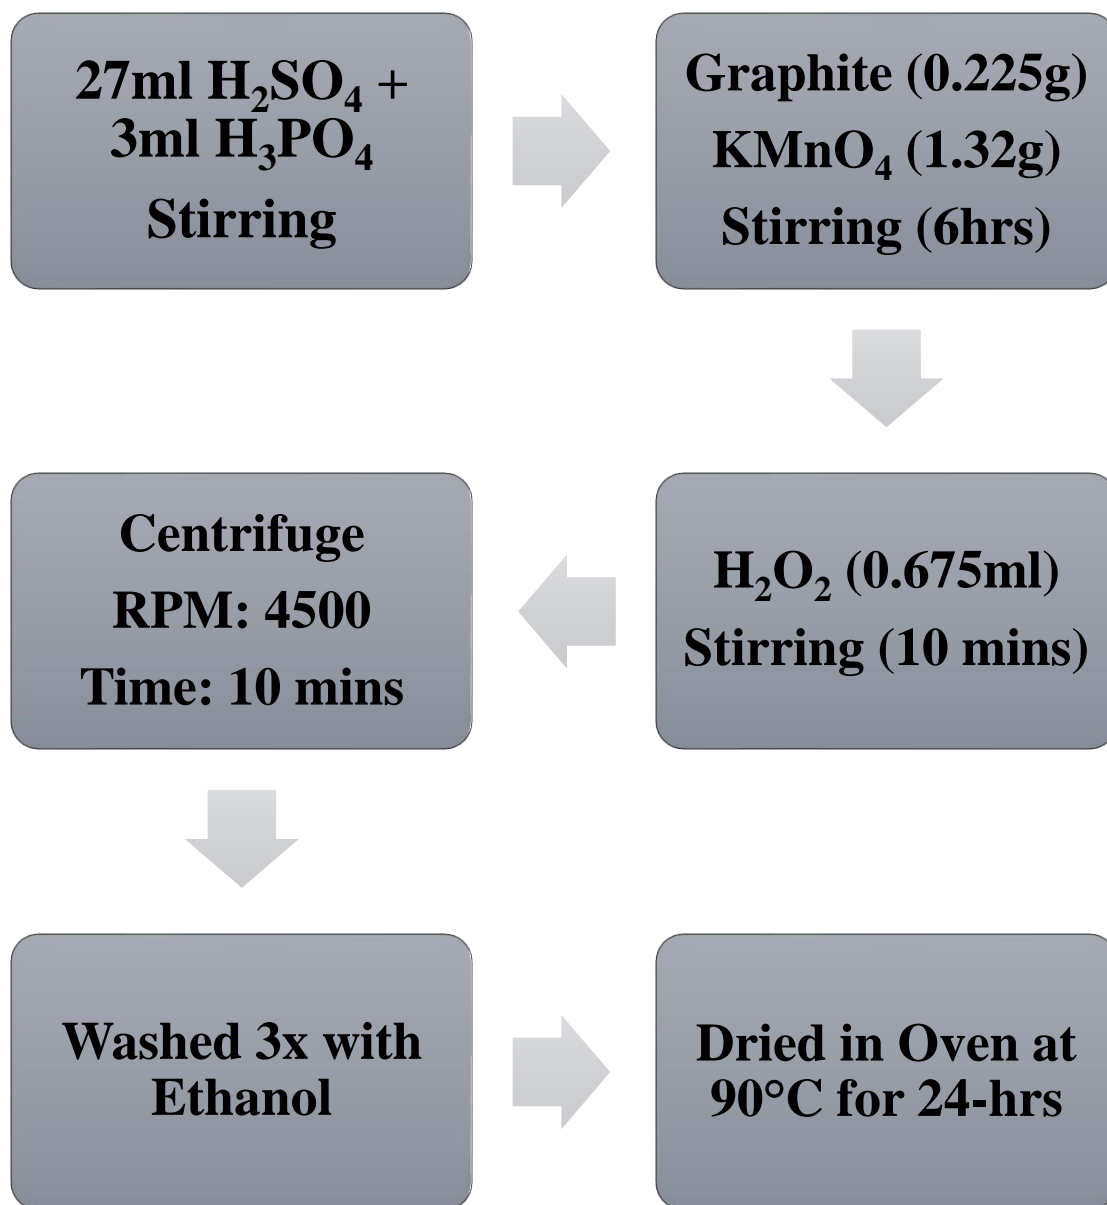 27ml H₂SO₄ +
3ml H₃PO₄
Stirring
Graphite (0.225g)
KMnO₄ (1.32g)
Stirring (6hrs)
H₂O₂ (0.675ml)
Stirring (10 mins)
Centrifuge
RPM: 4500
Time: 10 mins
Washed 3x with
Ethanol
Dried in Oven at
90°C for 24-hrs